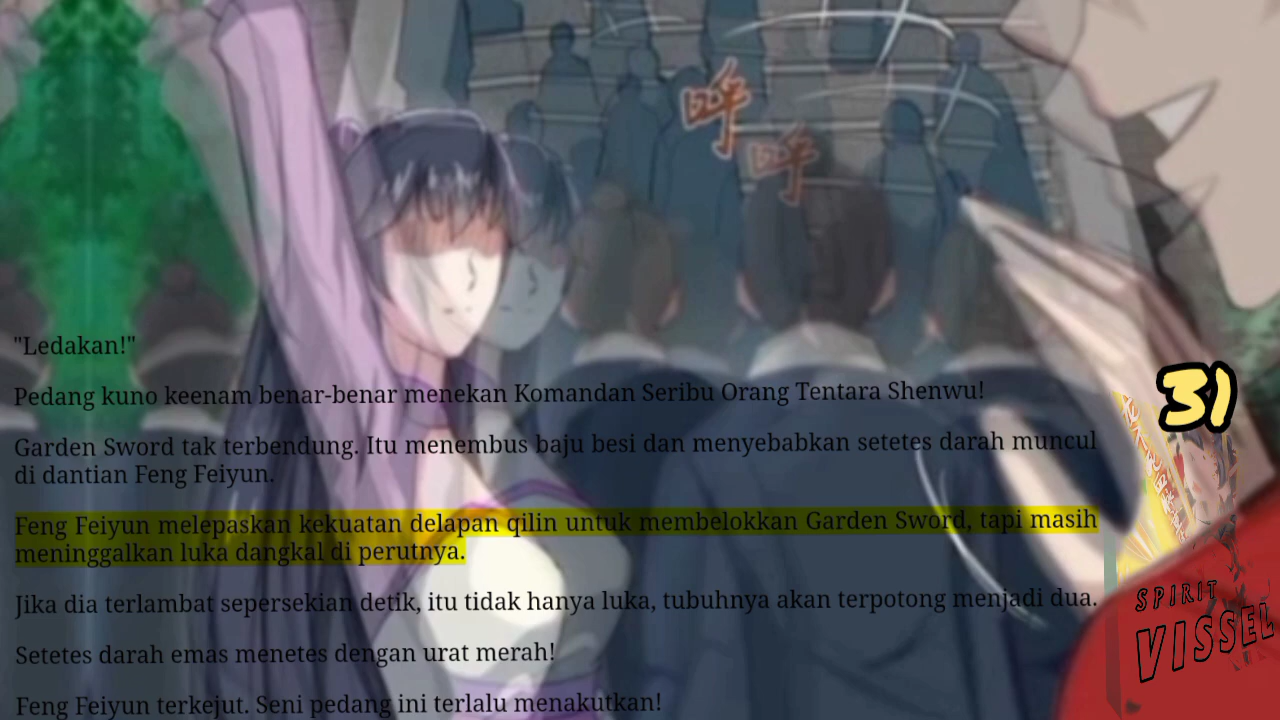 呯
呯
"Ledakan!"
Pedang kuno keenam benar-benar menekan Komandan Seribu Orang Tentara Shenwu!
Garden Sword tak terbendung. Itu menembus baju besi dan menyebabkan setetes darah muncul
di dantian Feng Feiyun.
Feng Feiyun melepaskan kekuatan delapan qilin untuk membelokkan Garden Sword, tapi masih
meninggalkan luka dangkal di perutnya.
Jika dia terlambat sepersekian detik, itu tidak hanya luka, tubuhnya akan terpotong menjadi dua.
Setetes darah emas menetes dengan urat merah!
Feng Feiyun terkejut. Seni pedang ini terlalu menakutkan!
31
SPIRIT
VISSEL